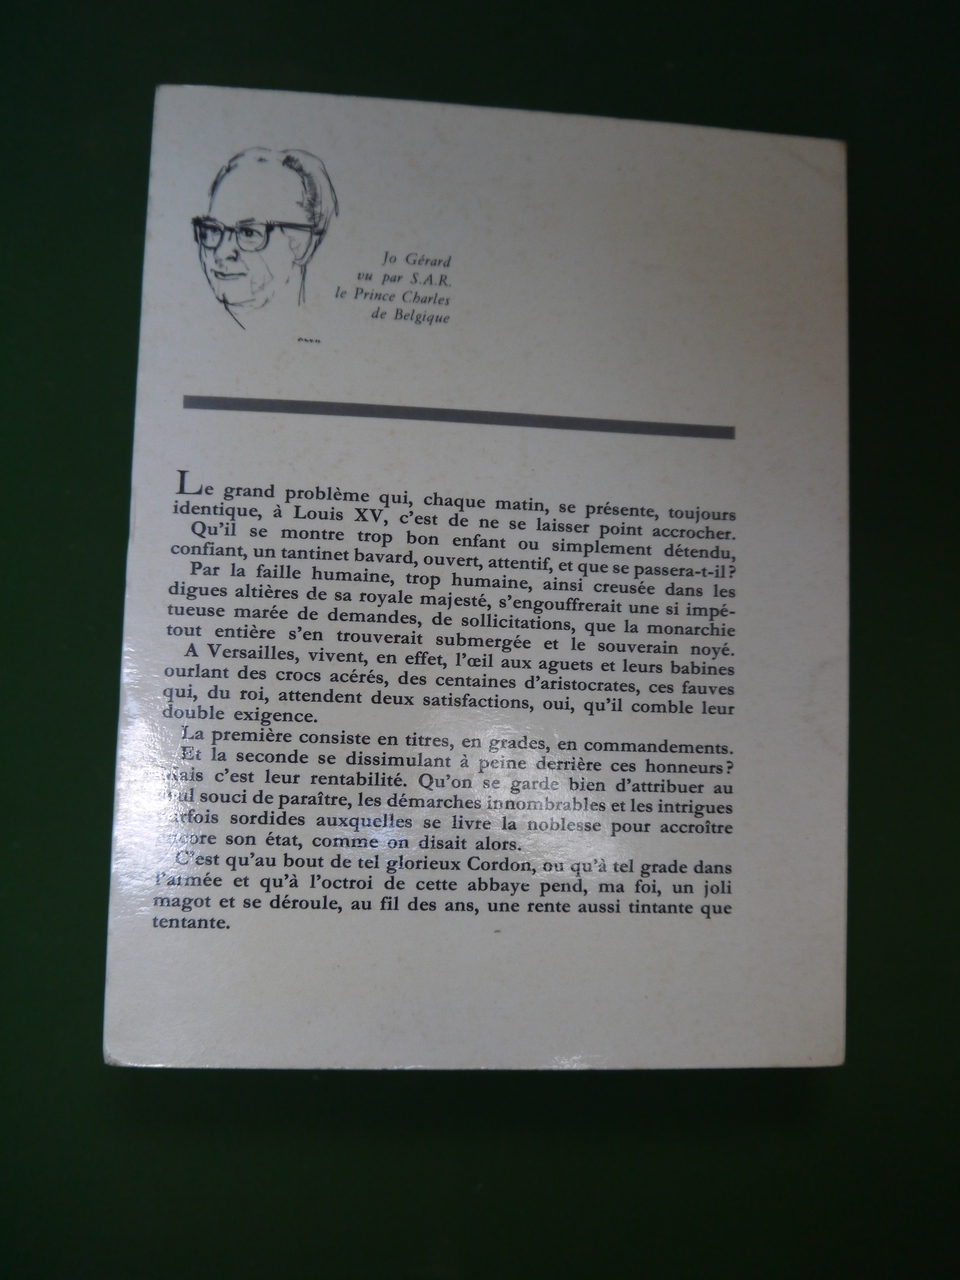 Jo Gérard
vu par S.A.R.
le Prince Charles
de Belgique
Le grand problème qui, chaque matin, se présente, toujours
identique, à Louis XV, c'est de ne se laisser point accrocher.
Qu'il se montre trop bon enfant ou simplement détendu,
confiant, un tantinet bavard, ouvert, attentif, et que se passera-t-il?
Par la faille humaine, trop humaine, ainsi creusée dans les
digues altières de sa royale majesté, s'engouffrerait une si impé-
tueuse marée de demandes, de sollicitations, que la monarchie
tout entière s'en trouverait submergée et le souverain noyé.
A Versailles, vivent, en effet, l'œil aux aguets et leurs babines
ourlant des crocs acérés, des centaines d'aristocrates, ces fauves
qui, du roi, attendent deux satisfactions, oui, qu'il comble leur
double exigence.
La première consiste en titres, en grades, en commandements.
Et la seconde se dissimulant à peine derrière ces honneurs?
Mais c'est leur rentabilité. Qu'on se garde bien d'attribuer au
seul souci de paraître, les démarches innombrables et les intrigues
parfois sordides auxquelles se livre la noblesse pour accroître
encore son état, comme on disait alors.
C'est qu'au bout de tel glorieux Cordon, ou qu'à tel grade dans
l'armée et qu'à l'octroi de cette abbaye pend, ma foi, un joli
magot et se déroule, au fil des ans, une rente aussi tintante que
tentante.